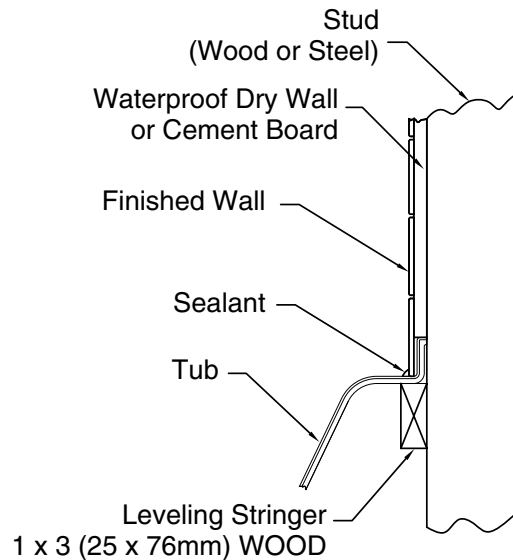 Stud
(Wood or Steel)
Waterproof Dry Wall
or Cement Board
Finished Wall
Sealant
Tub
Leveling Stringer
1 x 3 (25 x 76mm) WOOD